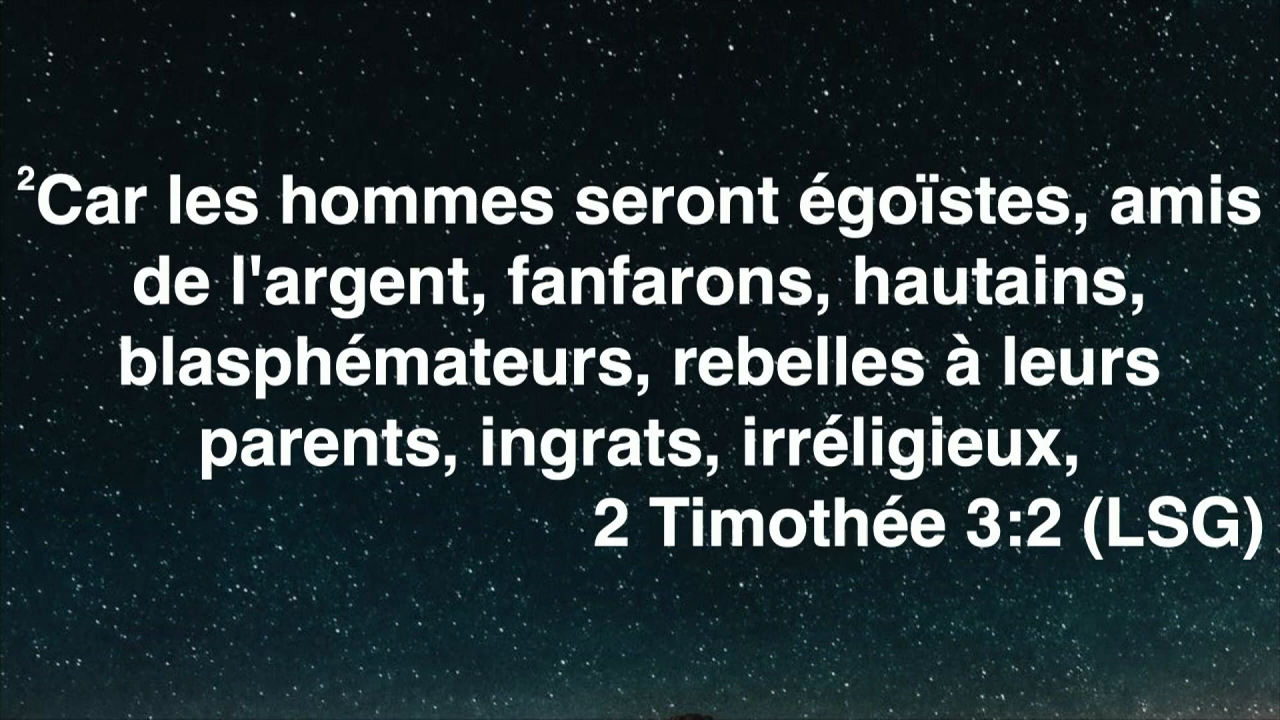 ²Car les hommes seront égoïstes, amis
de l'argent, fanfarons, hautains,
blasphémateurs, rebelles à leurs
parents, ingrats, irréligieux,
2 Timothée 3:2 (LSG)